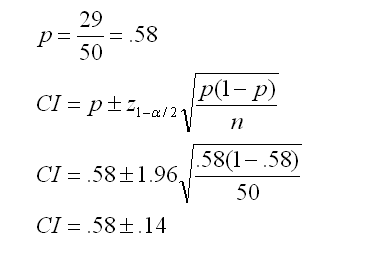 p = 29/50 = .58
CI = p ± z_{1−α/2} √(p(1−p)/n)
CI = .58 ± 1.96 √(.58(1−.58)/50)
CI = .58 ± .14